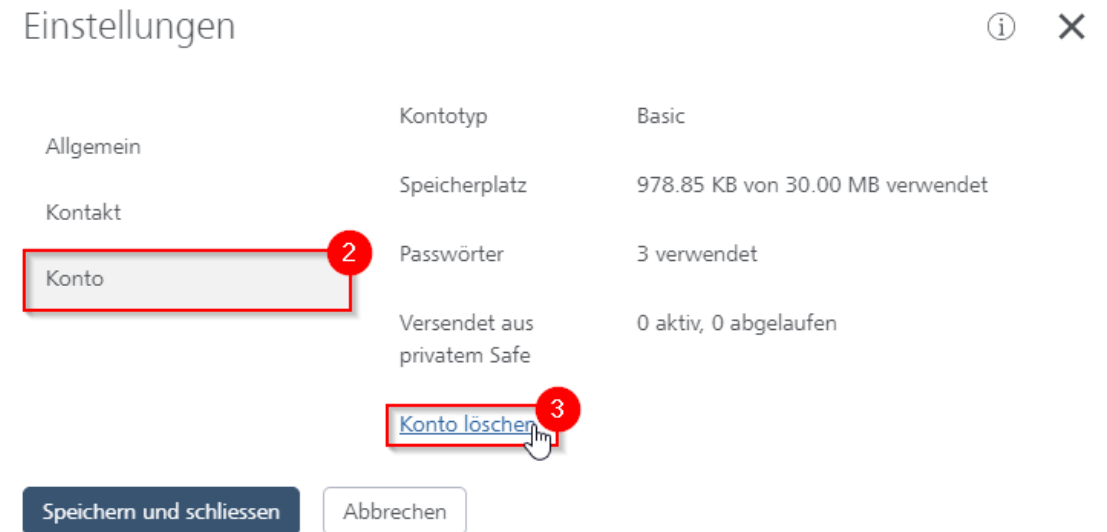 Einstellungen
Allgemein
Kontakt
2
Konto
Kontotyp Basic
Speicherplatz 978.85 KB von 30.00 MB verwendet
Passwörter 3 verwendet
Versendet aus 0 aktiv, 0 abgelaufen
privatem Safe
3
Konto löschen
Speichern und schliessen Abbrechen